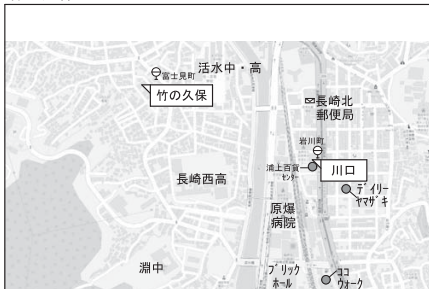 富士見町
活水中・高
竹の久保
長崎北
郵便局
岩川町
浦上百貨
センター
川口
デイリー
ヤマザキ
長崎西高
原爆
病院
淵中
ブリック
ホール
ココ
ウォーク